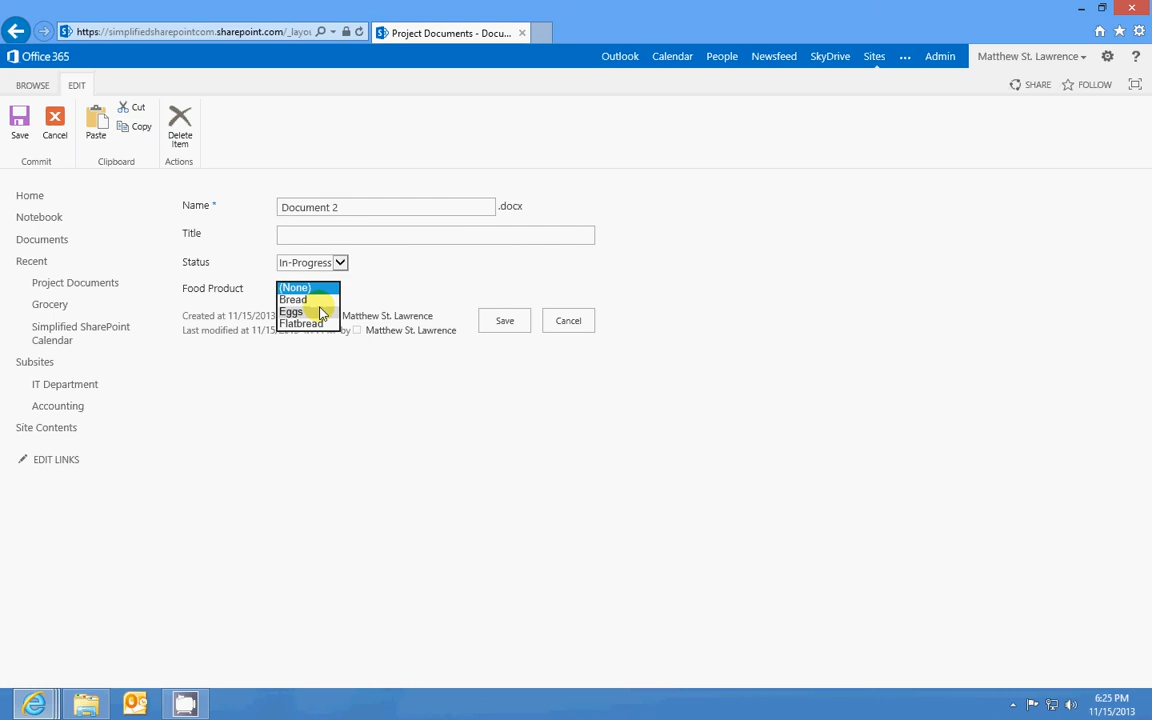 https://simplifiedsharepointcom.sharepoint.com/_layou
Project Documents - Docu...
Office 365
Outlook Calendar People Newsfeed SkyDrive Sites ... Admin Matthew St. Lawrence ?
BROWSE EDIT SHARE FOLLOW
Save Cancel Paste Cut Copy Delete Item
Commit Clipboard Actions
Home
Notebook
Documents
Recent
Project Documents
Grocery
Simplified SharePoint
Calendar
Subsites
IT Department
Accounting
Site Contents
EDIT LINKS
Name * Document 2 .docx
Title
Status In-Progress
Food Product (None)
Bread
Eggs
Flatbread
Created at 11/15/2013 Matthew St. Lawrence
Last modified at 11/15/2013 by Matthew St. Lawrence
Save Cancel
6:25 PM
11/15/2013